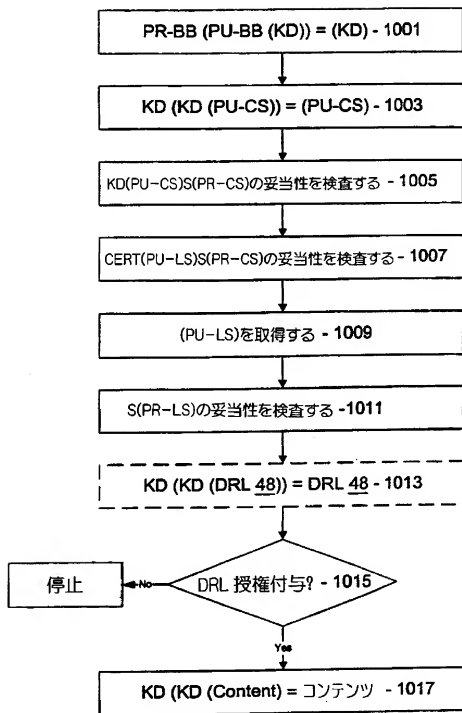 PR-BB (PU-BB (KD)) = (KD) - 1001
KD (KD (PU-CS)) = (PU-CS) - 1003
KD(PU-CS)S(PR-CS)の妥当性を検査する - 1005
CERT(PU-LS)S(PR-CS)の妥当性を検査する - 1007
(PU-LS)を取得する - 1009
S(PR-LS)の妥当性を検査する -1011
KD (KD (DRL 48)) = DRL 48 - 1013
DRL 授権付与? - 1015
No
停止
Yes
KD (KD (Content) = コンテンツ - 1017